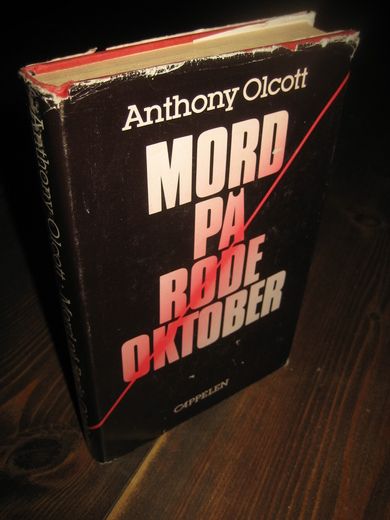 Anthony Olcott
MORD
PÅ
RØDE
OKTOBER
CAPPELEN
Anthony Olcott